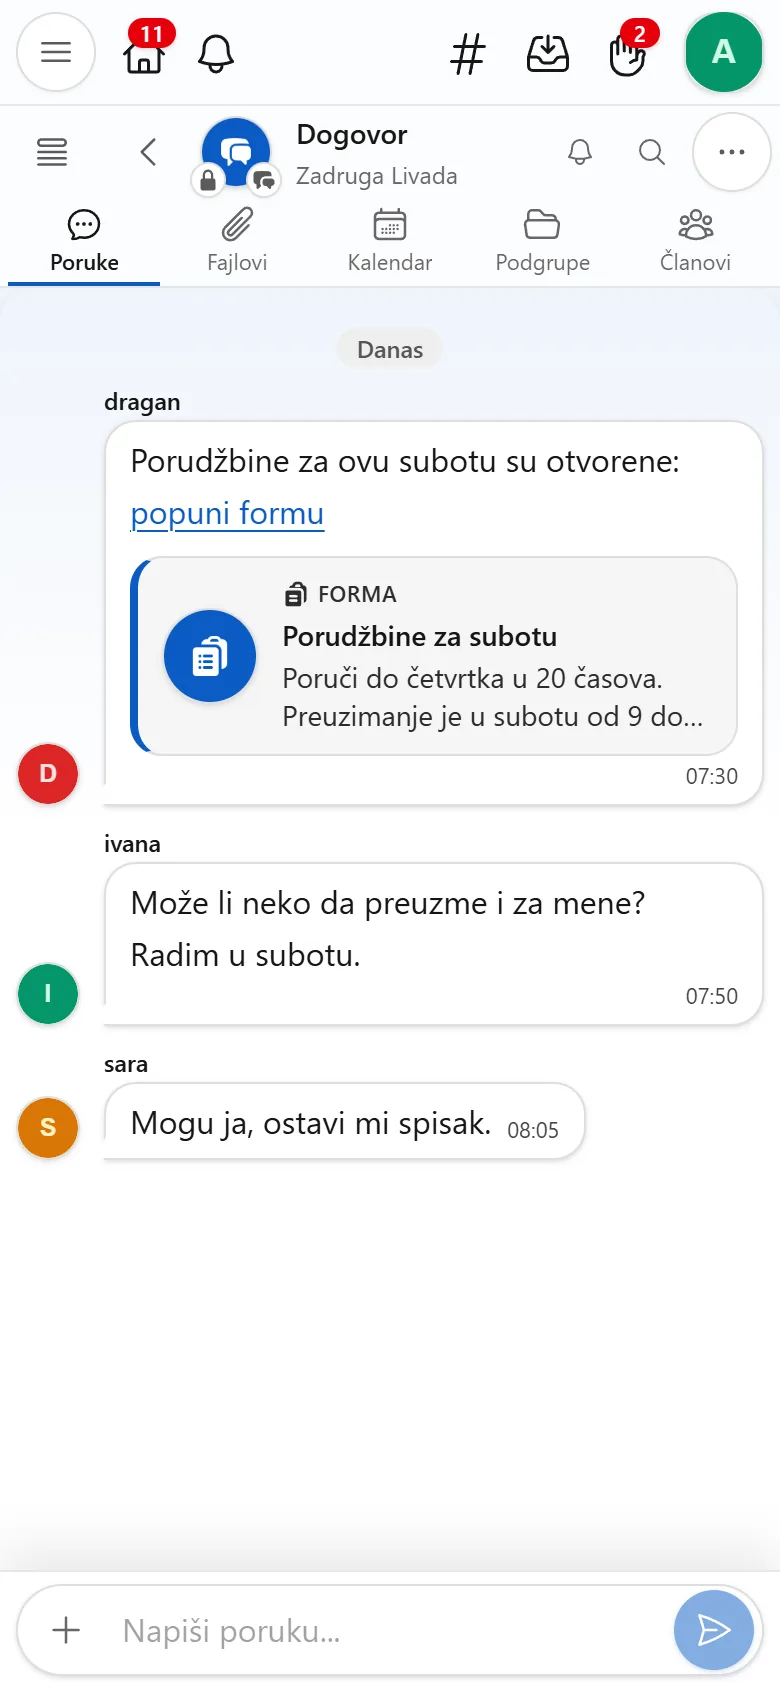 11
2
A
Dogovor
Zadruga Livada
Poruke
Fajlovi
Kalendar
Podgrupe
Članovi
Danas
dragan
Porudžbine za ovu subotu su otvorene:
popuni formu
FORMA
Porudžbine za subotu
Poruči do četvrtka u 20 časova.
Preuzimanje je u subotu od 9 do...
07:30
D
ivana
Može li neko da preuzme i za mene?
Radim u subotu.
07:50
I
sara
Mogu ja, ostavi mi spisak.
08:05
S
Napiši poruku...